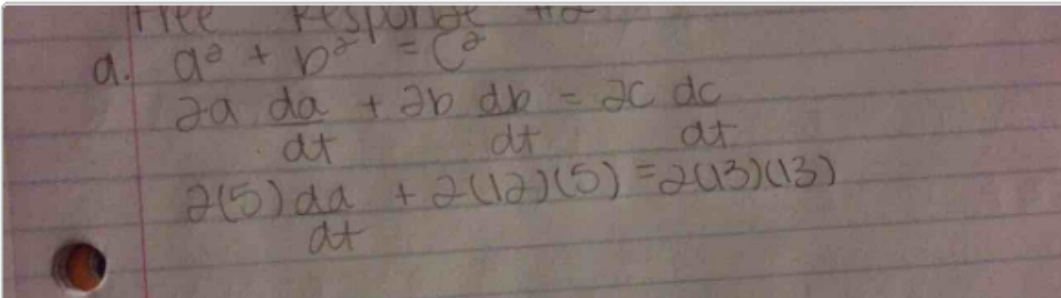 Free Response #2
a. a² + b² = c²
2a da/dt + 2b db/dt = 2c dc/dt
2(5) da/dt + 2(12)(5) = 2(13)(13)